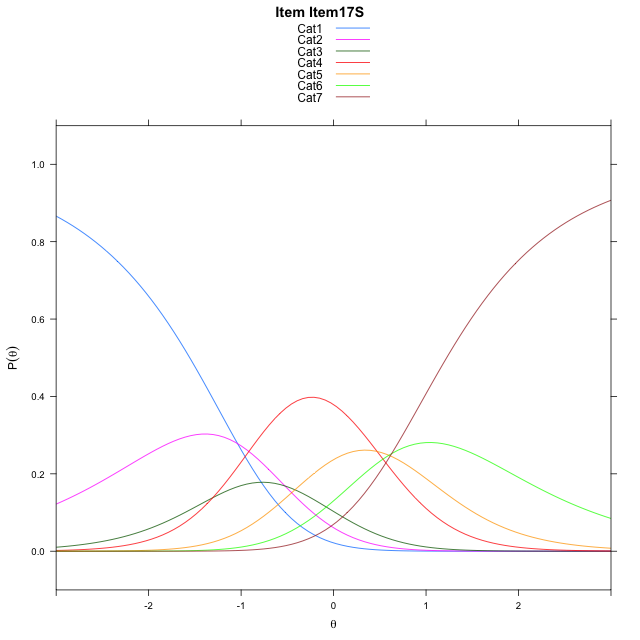 Item Item17S
Cat1
Cat2
Cat3
Cat4
Cat5
Cat6
Cat7
1.0
0.8
0.6
0.4
0.2
0.0
P(θ)
-2 -1 0 1 2
θ